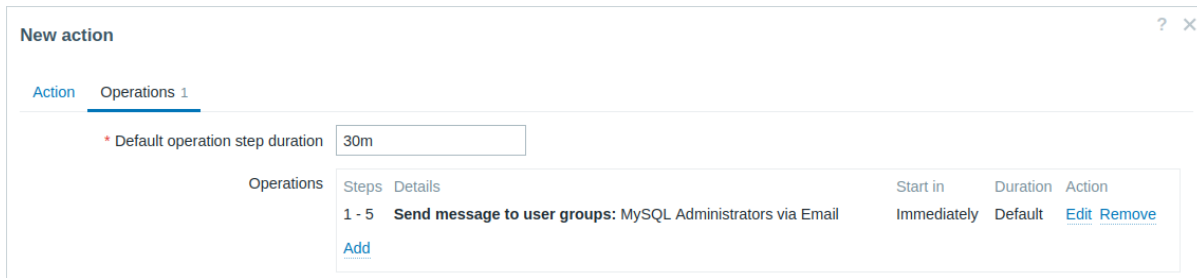 New action
? ×
Action Operations 1
* Default operation step duration 30m
Operations Steps Details Start in Duration Action
1 - 5 Send message to user groups: MySQL Administrators via Email Immediately Default Edit Remove
Add